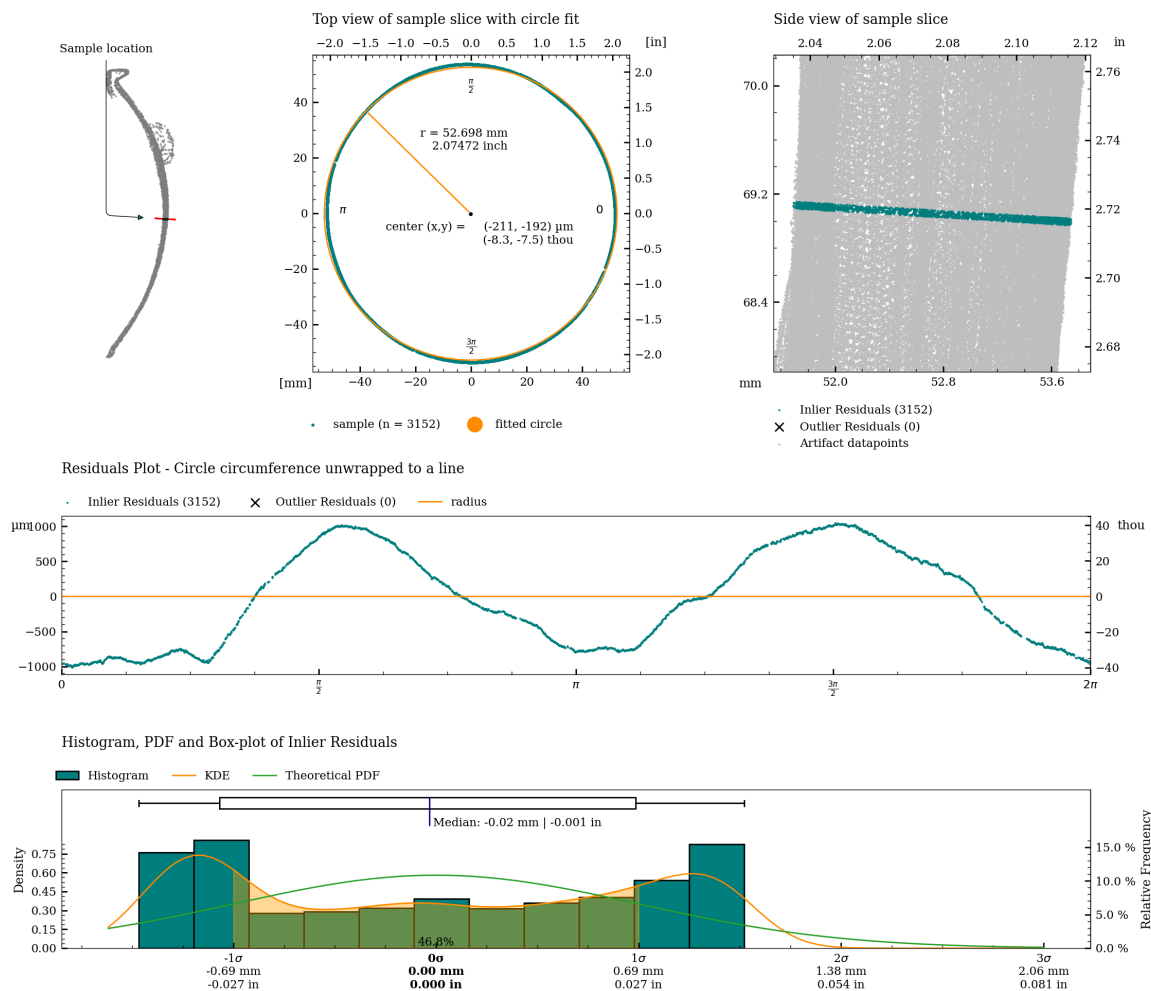 Top view of sample slice with circle fit
Side view of sample slice
Sample location
−2.0 −1.5 −1.0 −0.5 0.0 0.5 1.0 1.5 2.0 [in]
2.04 2.06 2.08 2.10 2.12 in
40
20
0
−20
−40
2.0
1.5
1.0
0.5
0.0
−0.5
−1.0
−1.5
−2.0
π/2
r = 52.698 mm
2.07472 inch
π
0
center (x,y) = (-211, -192) µm
(-8.3, -7.5) thou
3π/2
[mm] −40 −20 0 20 40
70.0
69.2
68.4
2.76
2.74
2.72
2.70
2.68
mm 52.0 52.8 53.6
sample (n = 3152) fitted circle
Inlier Residuals (3152)
Outlier Residuals (0)
Artifact datapoints
Residuals Plot - Circle circumference unwrapped to a line
Inlier Residuals (3152) Outlier Residuals (0) radius
µm
1000
500
0
−500
−1000
40 thou
20
0
−20
−40
0 π/2 π 3π/2 2π
Histogram, PDF and Box-plot of Inlier Residuals
Histogram KDE Theoretical PDF
Median: -0.02 mm | -0.001 in
Density
0.75
0.60
0.45
0.30
0.15
0.00
15.0 %
10.0 %
5.0 %
0.0 %
Relative Frequency
46.8%
-1σ 0σ 1σ 2σ 3σ
-0.69 mm 0.00 mm 0.69 mm 1.38 mm 2.06 mm
-0.027 in 0.000 in 0.027 in 0.054 in 0.081 in